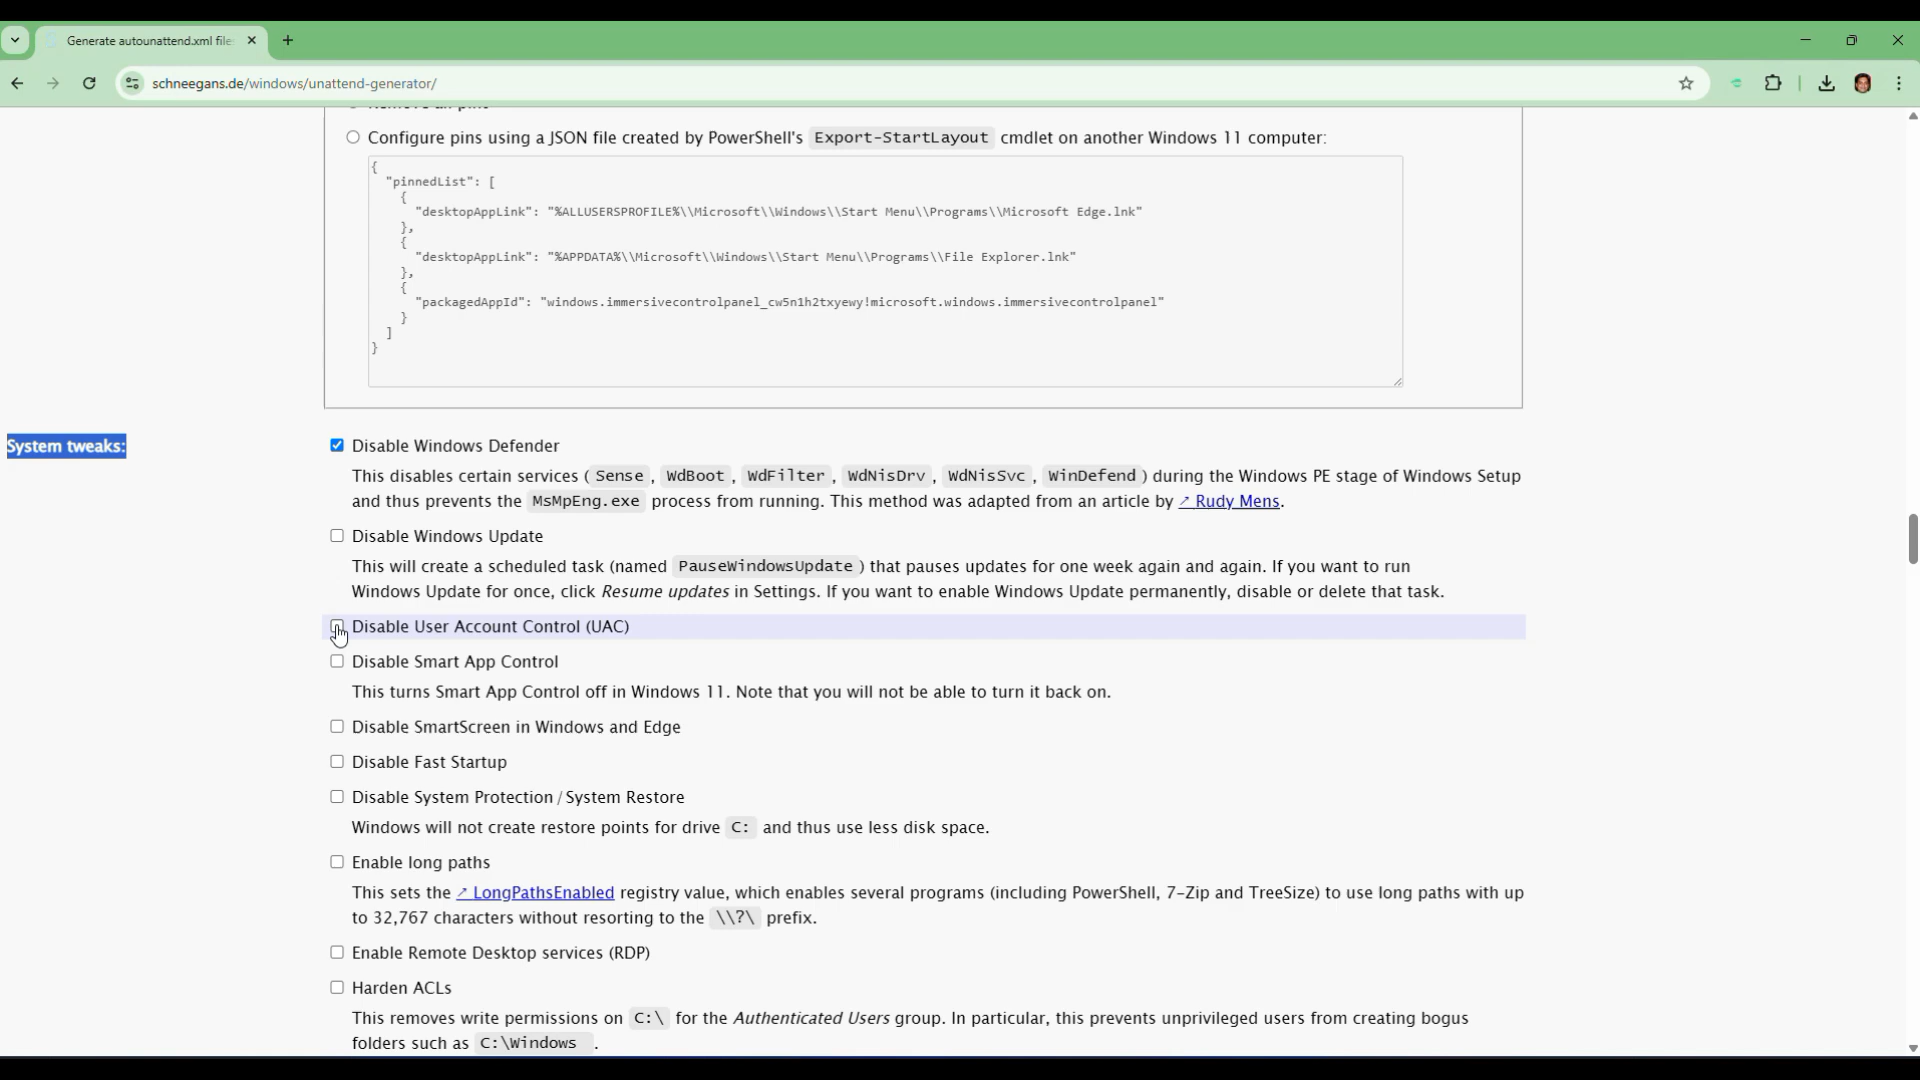 Generate autounattend.xml file
schneegans.de/windows/unattend-generator/
Configure pins using a JSON file created by PowerShell's Export-StartLayout cmdlet on another Windows 11 computer:
{
"pinnedList": [
{
"desktopAppLink": "%ALLUSERSPROFILE%\\Microsoft\\Windows\\Start Menu\\Programs\\Microsoft Edge.lnk"
},
{
"desktopAppLink": "%APPDATA%\\Microsoft\\Windows\\Start Menu\\Programs\\File Explorer.lnk"
},
{
"packagedAppId": "windows.immersivecontrolpanel_cw5n1h2txyewy!microsoft.windows.immersivecontrolpanel"
}
]
}
System tweaks:
Disable Windows Defender
This disables certain services ( Sense , WdBoot , WdFilter , WdNisDrv , WdNisSvc , WinDefend ) during the Windows PE stage of Windows Setup
and thus prevents the MsMpEng.exe process from running. This method was adapted from an article by ↗ Rudy Mens.
Disable Windows Update
This will create a scheduled task (named PauseWindowsUpdate ) that pauses updates for one week again and again. If you want to run
Windows Update for once, click Resume updates in Settings. If you want to enable Windows Update permanently, disable or delete that task.
Disable User Account Control (UAC)
Disable Smart App Control
This turns Smart App Control off in Windows 11. Note that you will not be able to turn it back on.
Disable SmartScreen in Windows and Edge
Disable Fast Startup
Disable System Protection / System Restore
Windows will not create restore points for drive C: and thus use less disk space.
Enable long paths
This sets the ↗ LongPathsEnabled registry value, which enables several programs (including PowerShell, 7-Zip and TreeSize) to use long paths with up
to 32,767 characters without resorting to the \\?\ prefix.
Enable Remote Desktop services (RDP)
Harden ACLs
This removes write permissions on C:\ for the Authenticated Users group. In particular, this prevents unprivileged users from creating bogus
folders such as C:\Windows .